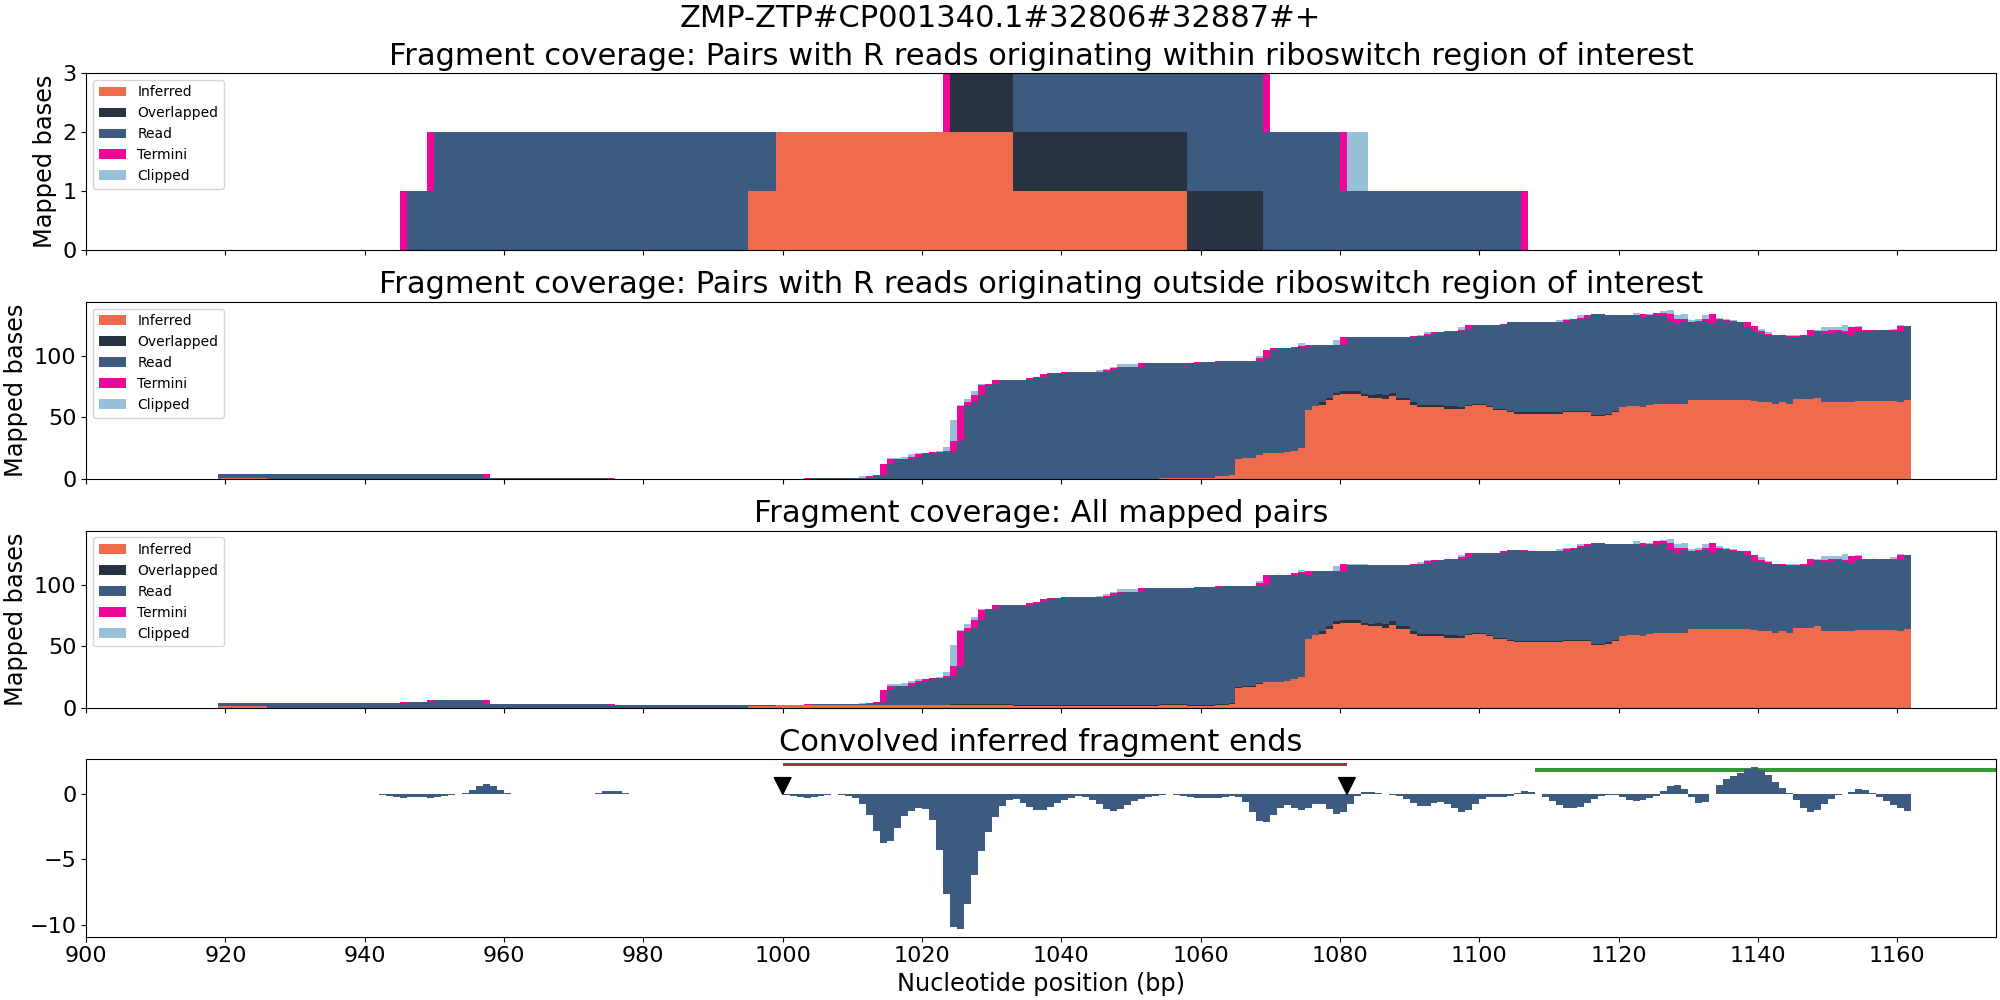 ZMP-ZTP#CP001340.1#32806#32887#+
Fragment coverage: Pairs with R reads originating within riboswitch region of interest
Mapped bases
3
2
1
0
Inferred
Overlapped
Read
Termini
Clipped
Fragment coverage: Pairs with R reads originating outside riboswitch region of interest
Mapped bases
100
50
0
Inferred
Overlapped
Read
Termini
Clipped
Fragment coverage: All mapped pairs
Mapped bases
100
50
0
Inferred
Overlapped
Read
Termini
Clipped
Convolved inferred fragment ends
0
−5
−10
900 920 940 960 980 1000 1020 1040 1060 1080 1100 1120 1140 1160
Nucleotide position (bp)